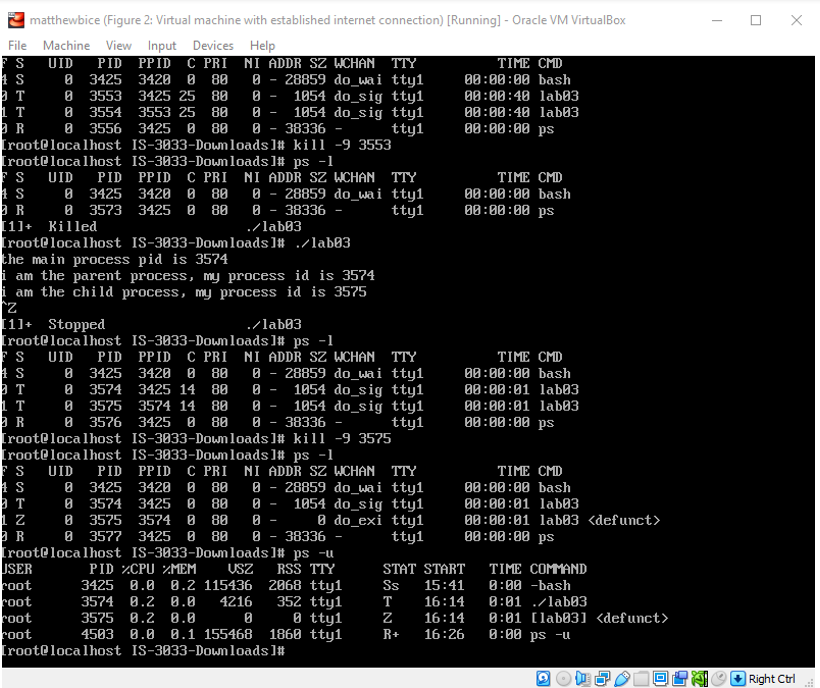 matthewbice (Figure 2: Virtual machine with established internet connection) [Running] - Oracle VM VirtualBox
File Machine View Input Devices Help
F S UID PID PPID C PRI NI ADDR SZ WCHAN TTY TIME CMD
4 S 0 3425 3420 0 80 0 - 28859 do_wai tty1 00:00:00 bash
0 T 0 3553 3425 25 80 0 - 1054 do_sig tty1 00:00:40 lab03
1 T 0 3554 3553 25 80 0 - 1054 do_sig tty1 00:00:40 lab03
0 R 0 3556 3425 0 80 0 - 38336 - tty1 00:00:00 ps
[root@localhost IS-3033-Downloads]# kill -9 3553
[root@localhost IS-3033-Downloads]# ps -l
F S UID PID PPID C PRI NI ADDR SZ WCHAN TTY TIME CMD
4 S 0 3425 3420 0 80 0 - 28859 do_wai tty1 00:00:00 bash
0 R 0 3573 3425 0 80 0 - 38336 - tty1 00:00:00 ps
[1]+ Killed ./lab03
[root@localhost IS-3033-Downloads]# ./lab03
the main process pid is 3574
i am the parent process, my process id is 3574
i am the child process, my process id is 3575
^Z
[1]+ Stopped ./lab03
[root@localhost IS-3033-Downloads]# ps -l
F S UID PID PPID C PRI NI ADDR SZ WCHAN TTY TIME CMD
4 S 0 3425 3420 0 80 0 - 28859 do_wai tty1 00:00:00 bash
0 T 0 3574 3425 14 80 0 - 1054 do_sig tty1 00:00:01 lab03
1 T 0 3575 3574 14 80 0 - 1054 do_sig tty1 00:00:01 lab03
0 R 0 3576 3425 0 80 0 - 38336 - tty1 00:00:00 ps
[root@localhost IS-3033-Downloads]# kill -9 3575
[root@localhost IS-3033-Downloads]# ps -l
F S UID PID PPID C PRI NI ADDR SZ WCHAN TTY TIME CMD
4 S 0 3425 3420 0 80 0 - 28859 do_wai tty1 00:00:00 bash
0 T 0 3574 3425 0 80 0 - 1054 do_sig tty1 00:00:01 lab03
1 Z 0 3575 3574 0 80 0 - 0 do_exi tty1 00:00:01 lab03 <defunct>
0 R 0 3577 3425 0 80 0 - 38337 - tty1 00:00:00 ps
[root@localhost IS-3033-Downloads]# ps -u
USER PID %CPU %MEM VSZ RSS TTY STAT START TIME COMMAND
root 3425 0.0 0.2 115436 2068 tty1 Ss 15:41 0:00 -bash
root 3574 0.2 0.0 4216 352 tty1 T 16:14 0:01 ./lab03
root 3575 0.2 0.0 0 0 tty1 Z 16:14 0:01 [lab03] <defunct>
root 4503 0.0 0.1 155468 1860 tty1 R+ 16:26 0:00 ps -u
[root@localhost IS-3033-Downloads]#
Right Ctrl